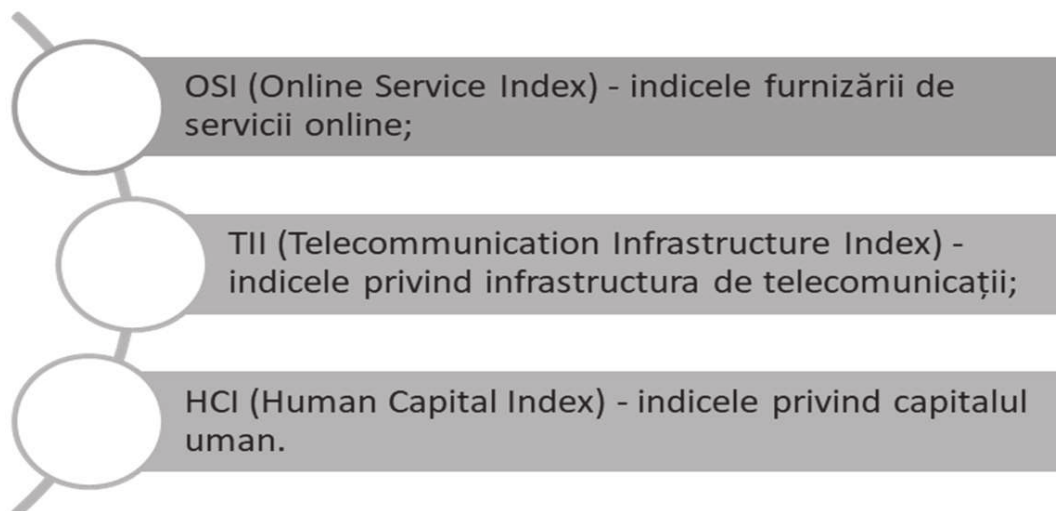 OSI (Online Service Index) - indicele furnizării de
servicii online;
TII (Telecommunication Infrastructure Index) -
indicele privind infrastructura de telecomunicații;
HCI (Human Capital Index) - indicele privind capitalul
uman.